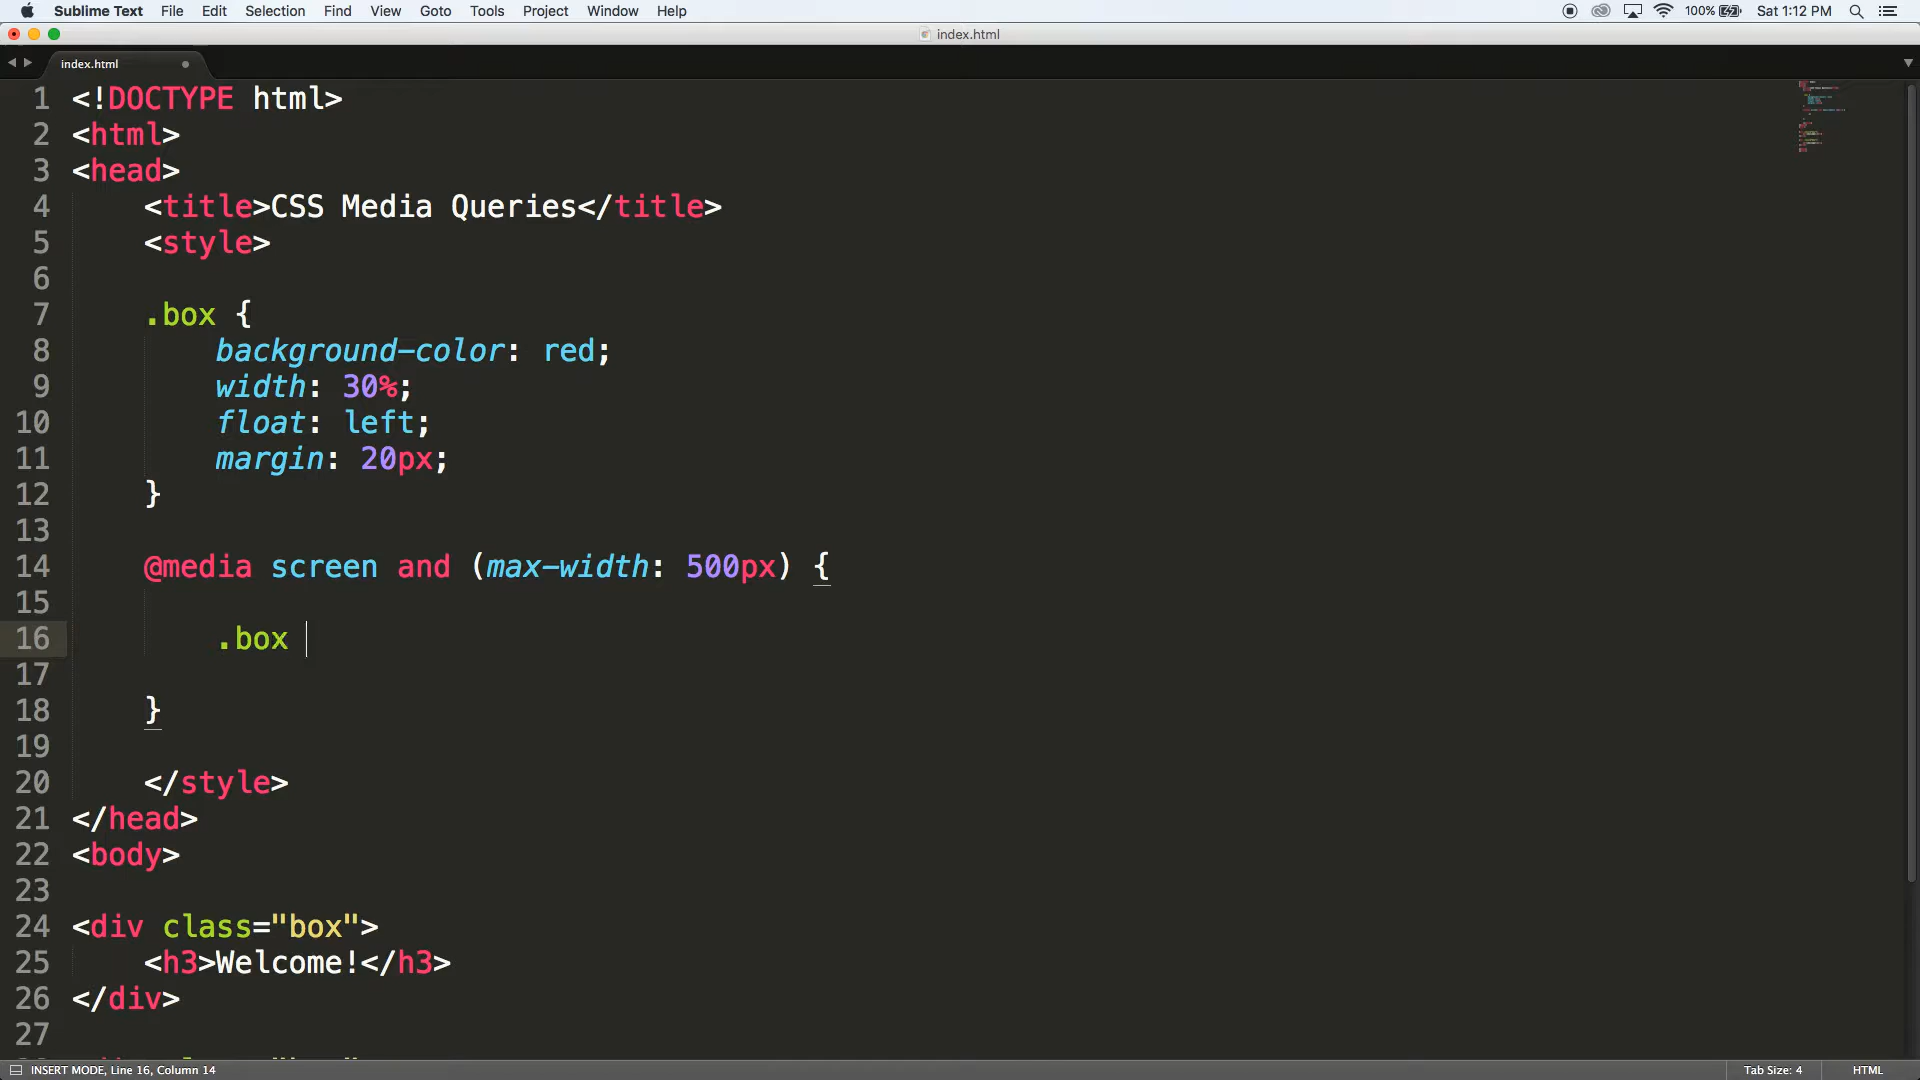 Sublime Text File Edit Selection Find View Goto Tools Project Window Help 100% Sat 1:12 PM
index.html
index.html
1 <!DOCTYPE html>
2 <html>
3 <head>
4 <title>CSS Media Queries</title>
5 <style>
6
7 .box {
8 background-color: red;
9 width: 30%;
10 float: left;
11 margin: 20px;
12 }
13
14 @media screen and (max-width: 500px) {
15
16 .box
17
18 }
19
20 </style>
21 </head>
22 <body>
23
24 <div class="box">
25 <h3>Welcome!</h3>
26 </div>
27
INSERT MODE, Line 16, Column 14 Tab Size: 4 HTML